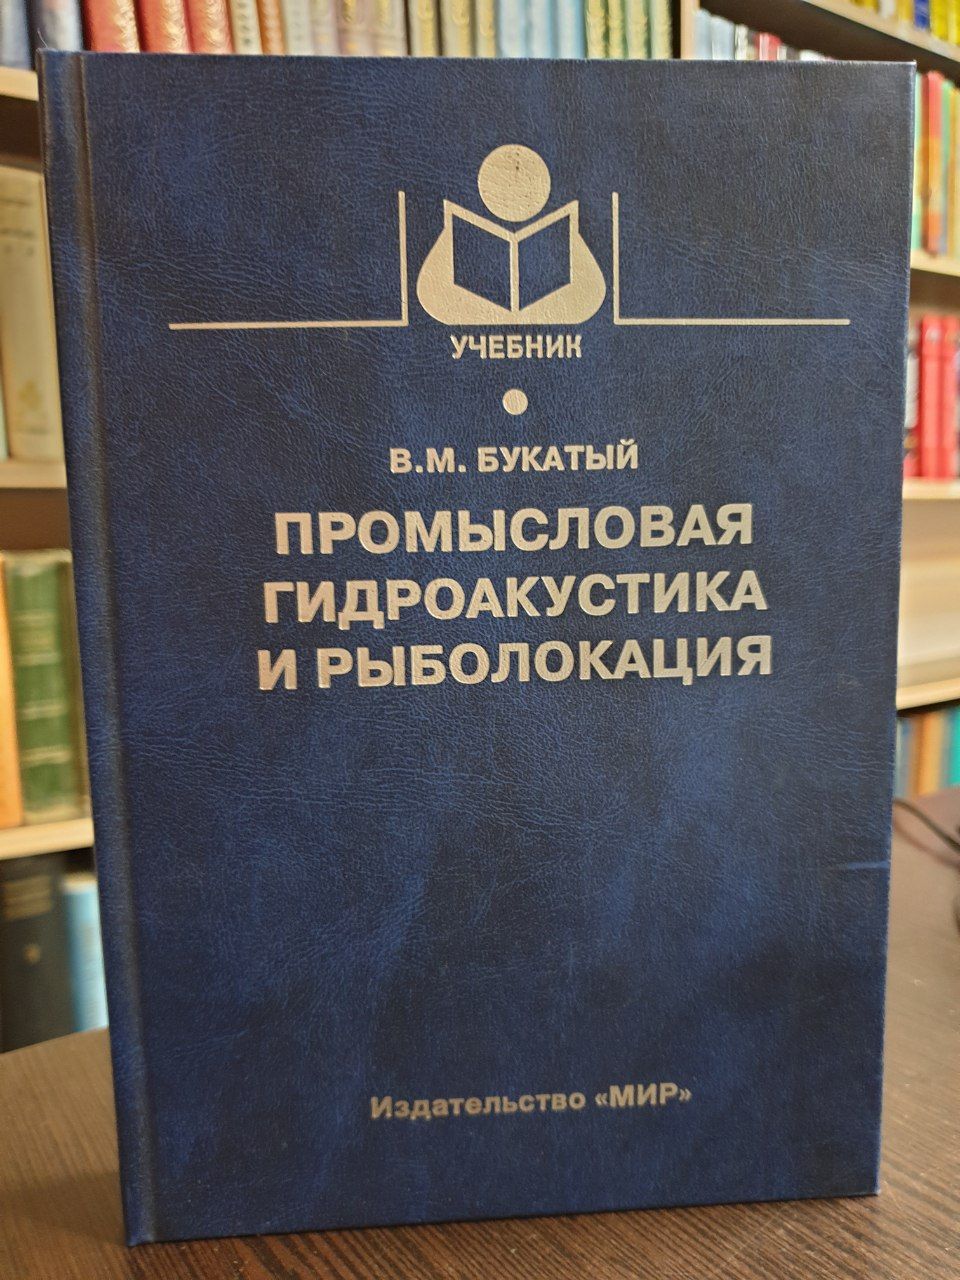 УЧЕБНИК
В.М. БУКАТЫЙ
ПРОМЫСЛОВАЯ
ГИДРОАКУСТИКА
И РЫБОЛОКАЦИЯ
Издательство «МИР»